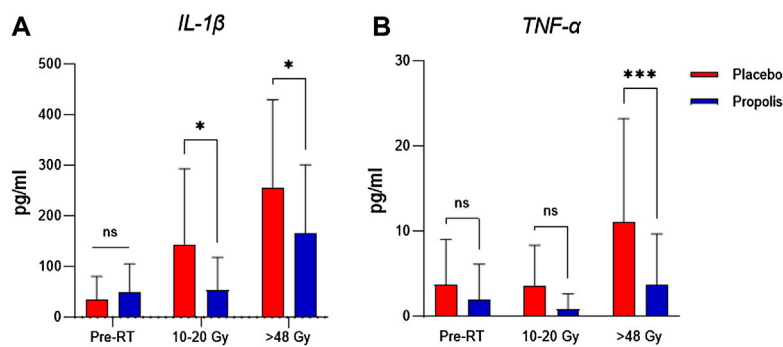 A
IL-1β
B
TNF-α
Placebo
Propolis
pg/ml
500
400
300
200
100
0
ns
*
*
Pre-RT
10-20 Gy
>48 Gy
pg/ml
30
20
10
0
ns
ns
***
Pre-RT
10-20 Gy
>48 Gy